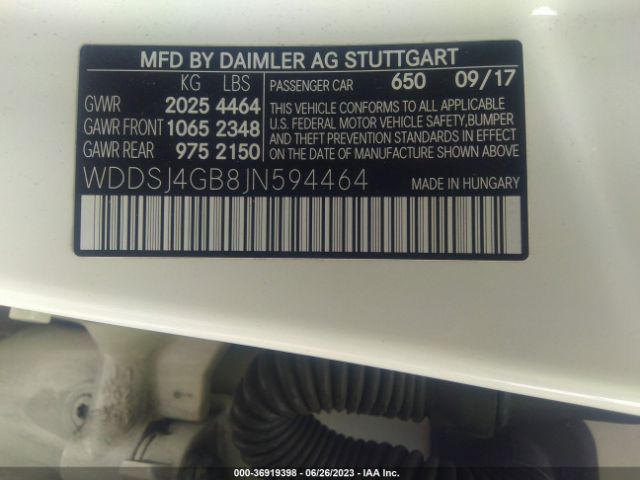 MFD BY DAIMLER AG STUTTGART
KG LBS
PASSENGER CAR 650 09/17
GVWR 2025 4464
GAWR FRONT 1065 2348
GAWR REAR 975 2150
THIS VEHICLE CONFORMS TO ALL APPLICABLE
U.S. FEDERAL MOTOR VEHICLE SAFETY, BUMPER
AND THEFT PREVENTION STANDARDS IN EFFECT
ON THE DATE OF MANUFACTURE SHOWN ABOVE
WDDSJ4GB8JN594464 MADE IN HUNGARY
000-36919398 - 06/26/2023 - IAA Inc.